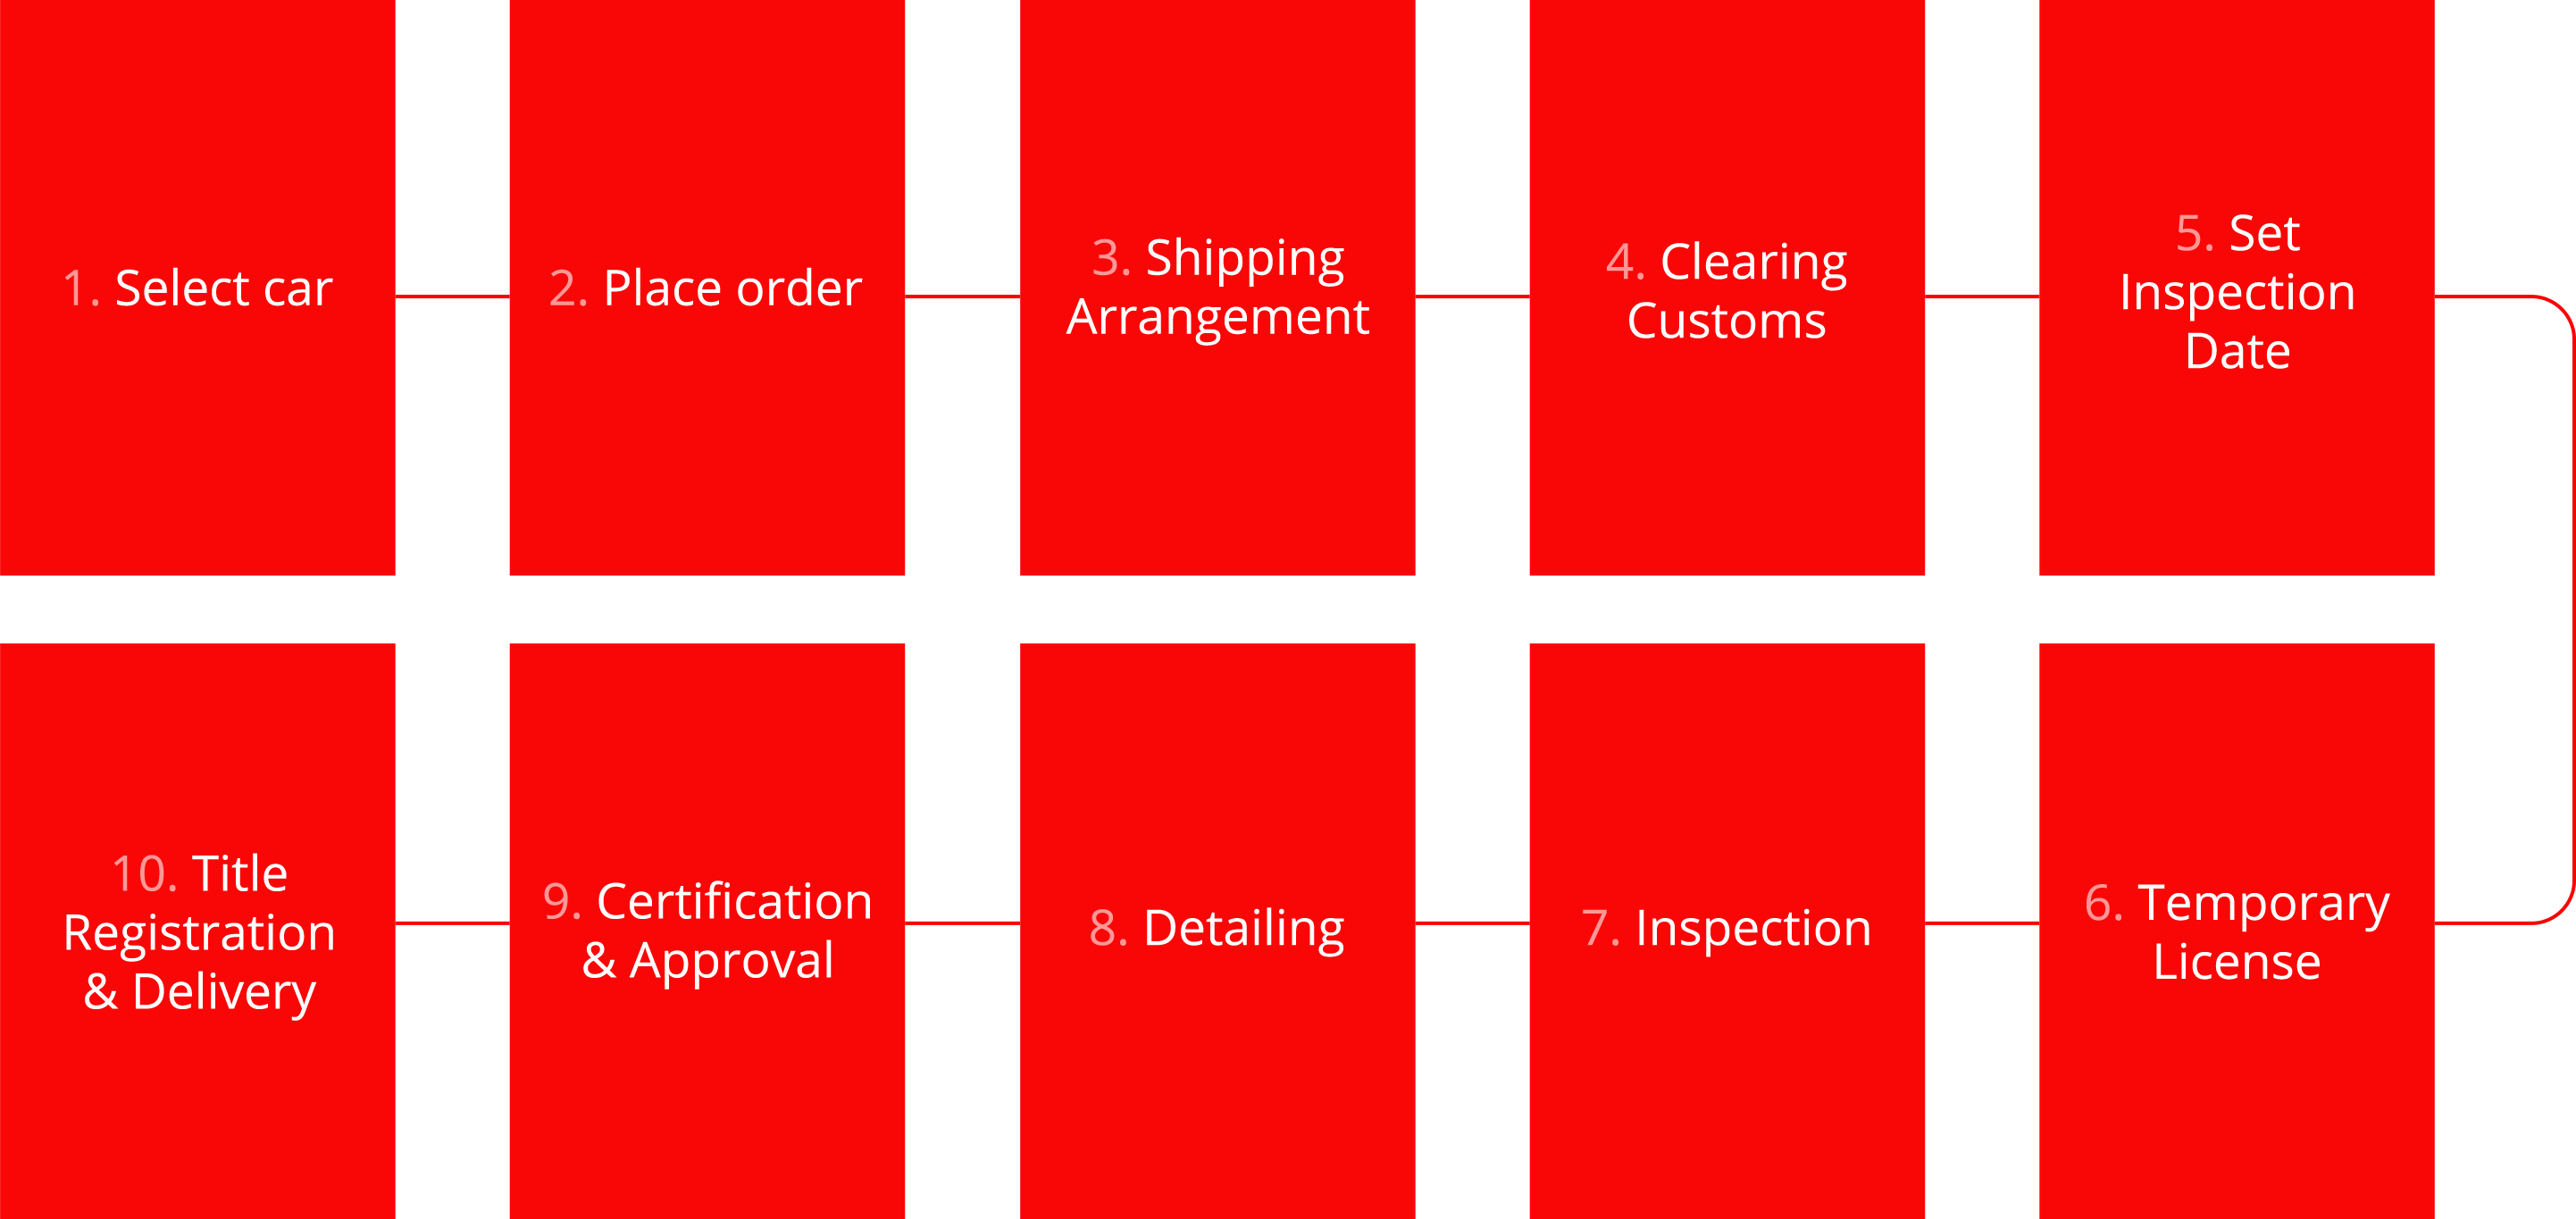 1. Select car
2. Place order
3. Shipping
Arrangement
4. Clearing
Customs
5. Set
Inspection
Date
6. Temporary
License
7. Inspection
8. Detailing
9. Certification
& Approval
10. Title
Registration
& Delivery